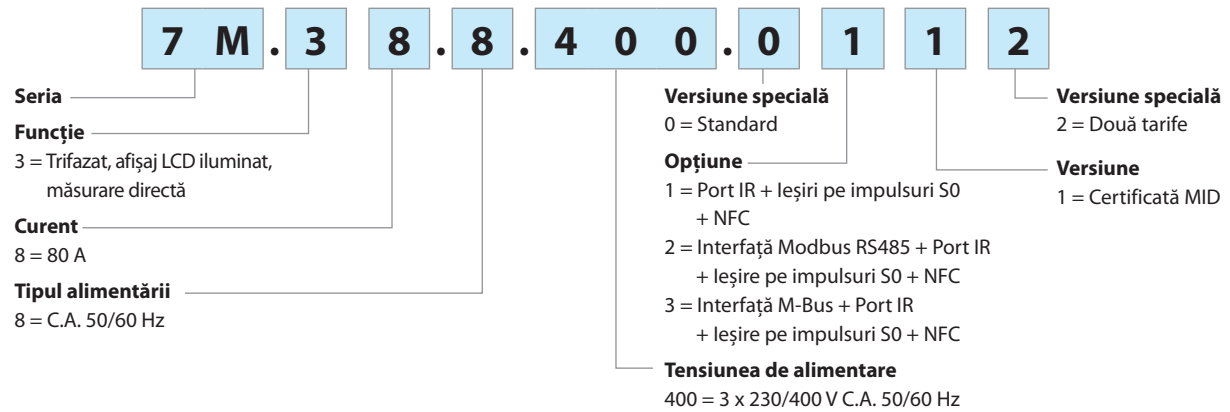 7 M . 3 8 . 8 . 4 0 0 . 0 1 1 2
Seria
Funcție
3 = Trifazat, afișaj LCD iluminat,
măsurare directă
Curent
8 = 80 A
Tipul alimentării
8 = C.A. 50/60 Hz
Versiune specială
0 = Standard
Opțiune
1 = Port IR + Ieșiri pe impulsuri S0
+ NFC
2 = Interfață Modbus RS485 + Port IR
+ Ieșire pe impulsuri S0 + NFC
3 = Interfață M-Bus + Port IR
+ Ieșire pe impulsuri S0 + NFC
Tensiunea de alimentare
400 = 3 x 230/400 V C.A. 50/60 Hz
Versiune specială
2 = Două tarife
Versiune
1 = Certificată MID